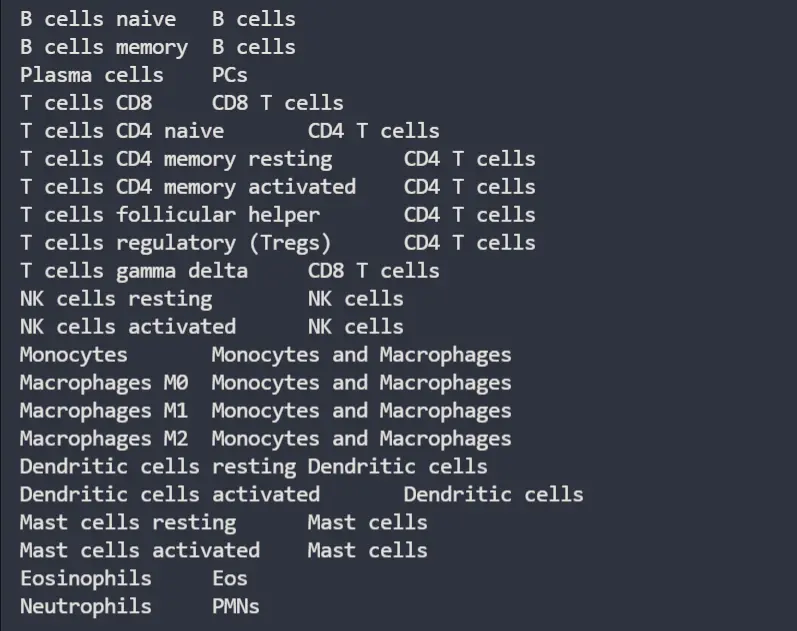 B cells naive	B cells
B cells memory	B cells
Plasma cells	PCs
T cells CD8	CD8 T cells
T cells CD4 naive	CD4 T cells
T cells CD4 memory resting	CD4 T cells
T cells CD4 memory activated	CD4 T cells
T cells follicular helper	CD4 T cells
T cells regulatory (Tregs)	CD4 T cells
T cells gamma delta	CD8 T cells
NK cells resting	NK cells
NK cells activated	NK cells
Monocytes	Monocytes and Macrophages
Macrophages M0	Monocytes and Macrophages
Macrophages M1	Monocytes and Macrophages
Macrophages M2	Monocytes and Macrophages
Dendritic cells resting	Dendritic cells
Dendritic cells activated	Dendritic cells
Mast cells resting	Mast cells
Mast cells activated	Mast cells
Eosinophils	Eos
Neutrophils	PMNs